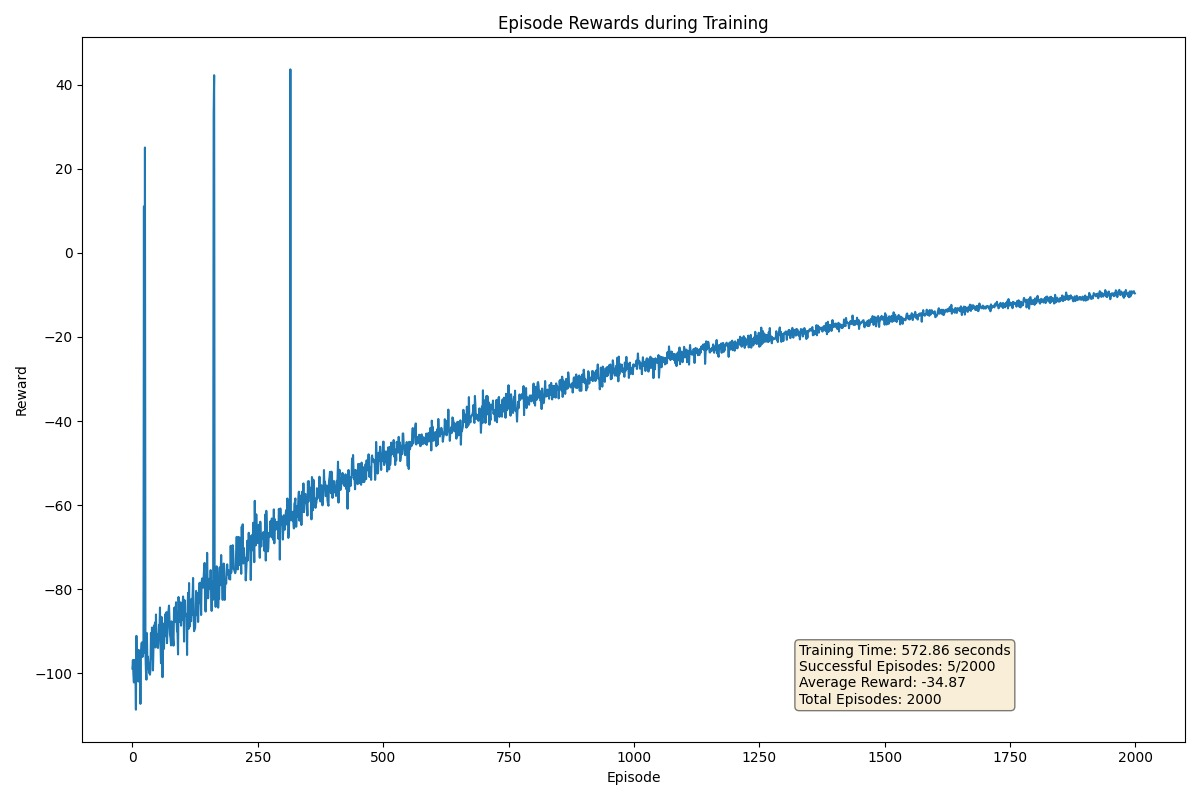 Episode Rewards during Training
Reward
40
20
0
−20
−40
−60
−80
−100
Training Time: 572.86 seconds
Successful Episodes: 5/2000
Average Reward: -34.87
Total Episodes: 2000
0 250 500 750 1000 1250 1500 1750 2000
Episode